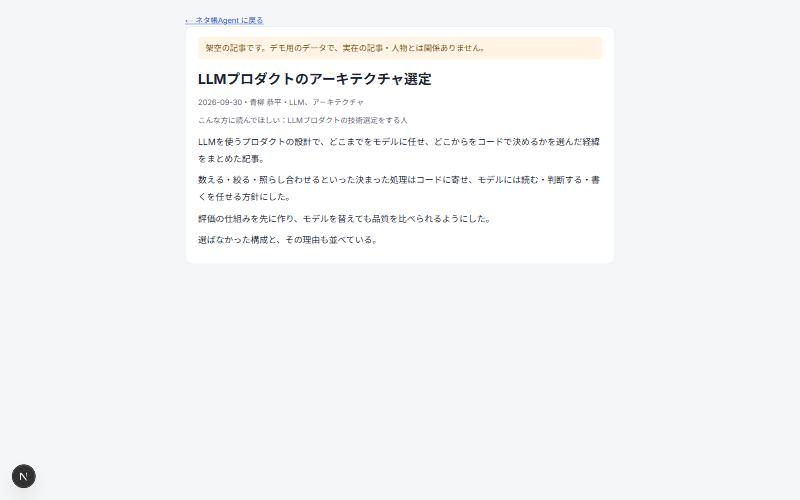 ← ネタ帳Agent に戻る
架空の記事です。デモ用のデータで、実在の記事・人物とは関係ありません。
LLMプロダクトのアーキテクチャ選定
2026-09-30・青柳 恭平・LLM、アーキテクチャ
こんな方に読んでほしい：LLMプロダクトの技術選定をする人
LLMを使うプロダクトの設計で、どこまでをモデルに任せ、どこからをコードで決めるかを選んだ経緯
をまとめた記事。
数える・絞る・照らし合わせるといった決まった処理はコードに寄せ、モデルには読む・判断する・書
くを任せる方針にした。
評価の仕組みを先に作り、モデルを替えても品質を比べられるようにした。
選ばなかった構成と、その理由も並べている。
N